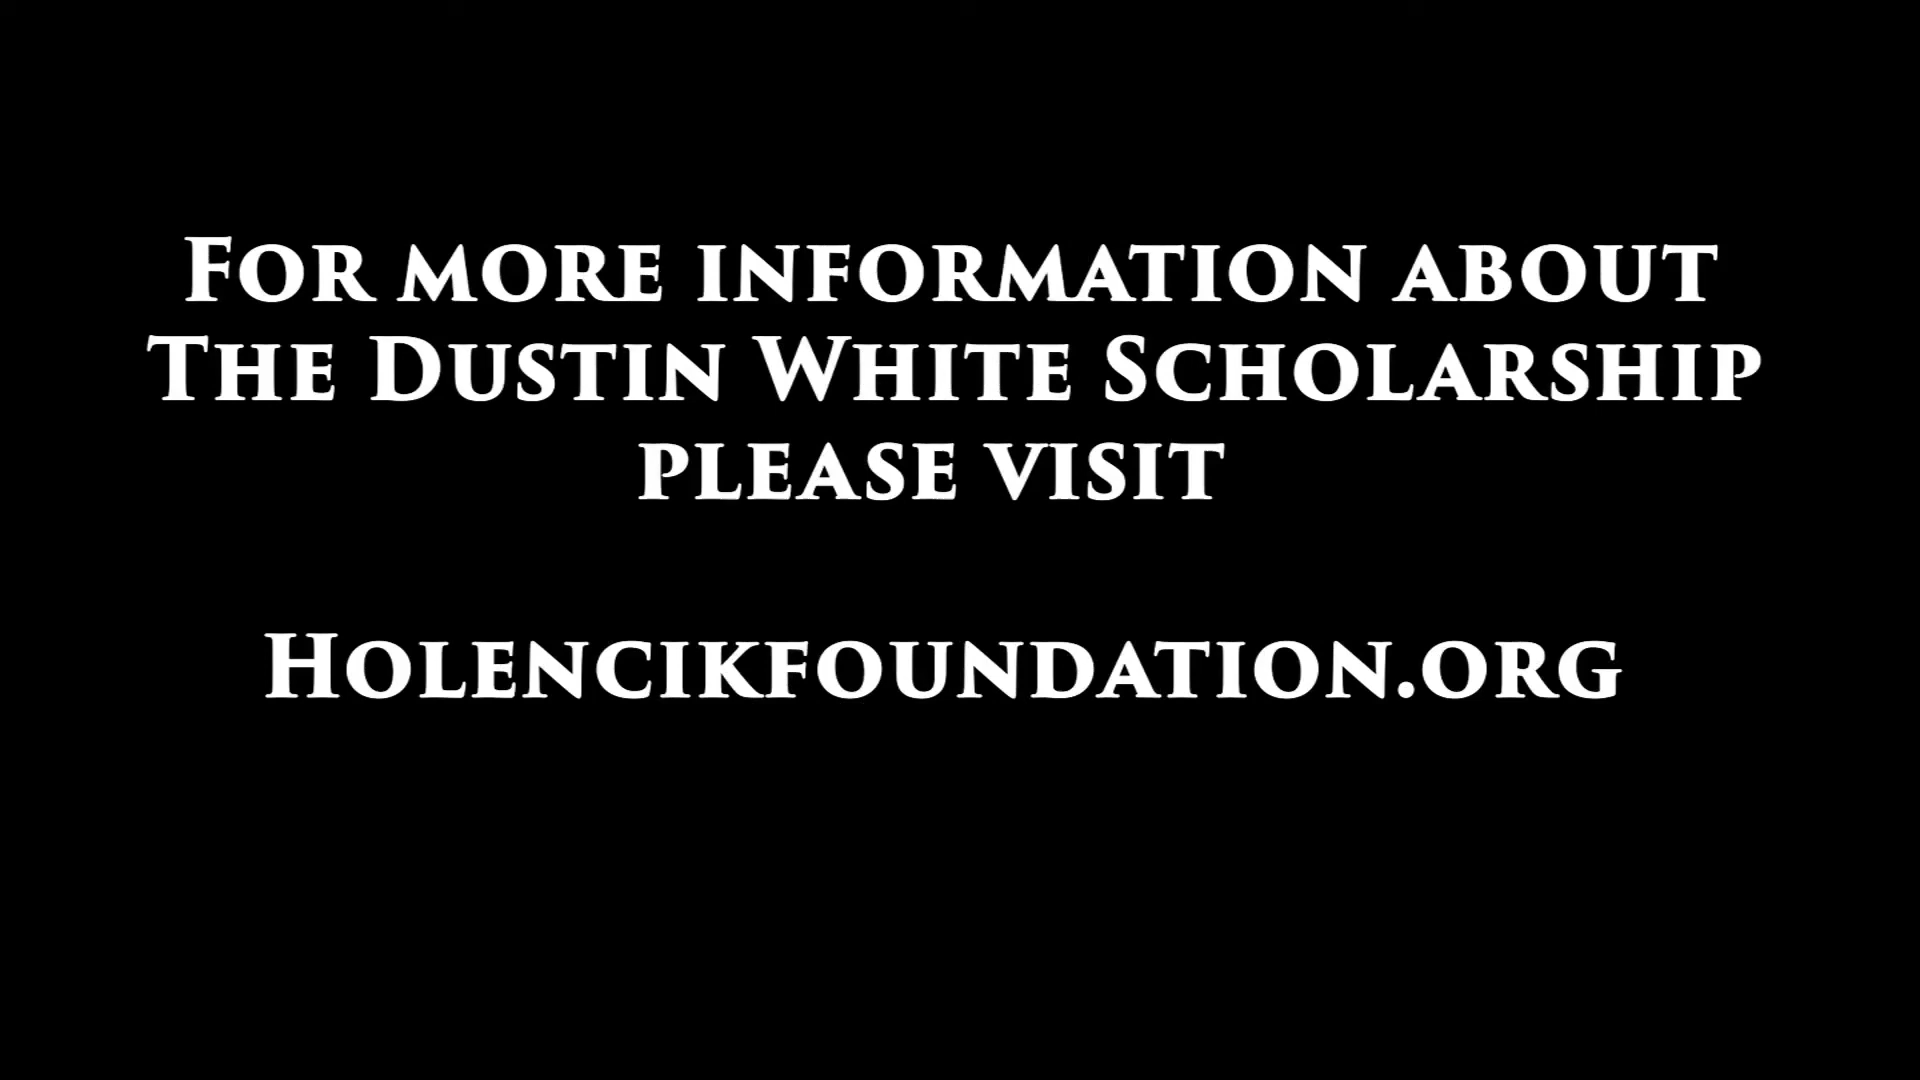 For more information about
The Dustin White Scholarship
please visit
Holencikfoundation.org